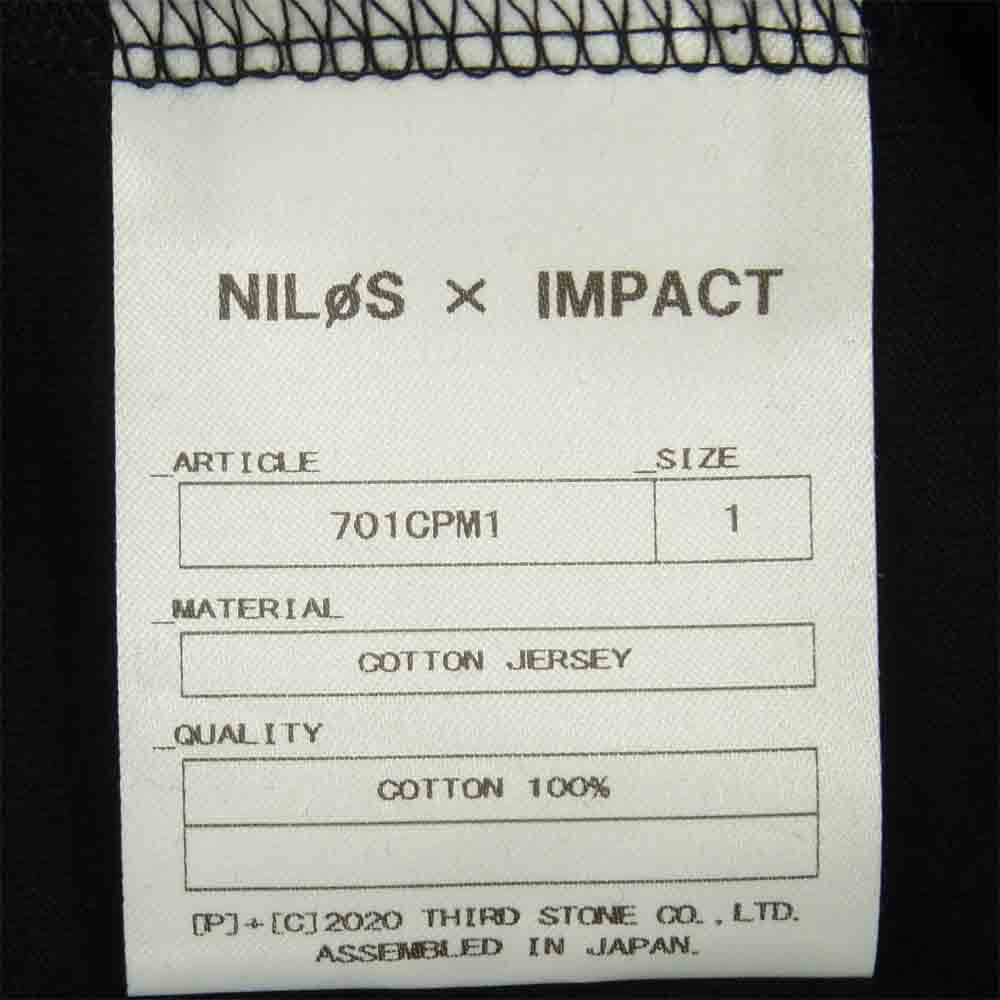 NILøS × IMPACT
_ARTICLE _SIZE
701CPM1 1
_MATERIAL
COTTON JERSEY
_QUALITY
COTTON 100%
[P]+[C]2020 THIRD STONE CO.,LTD.
ASSEMBLED IN JAPAN.